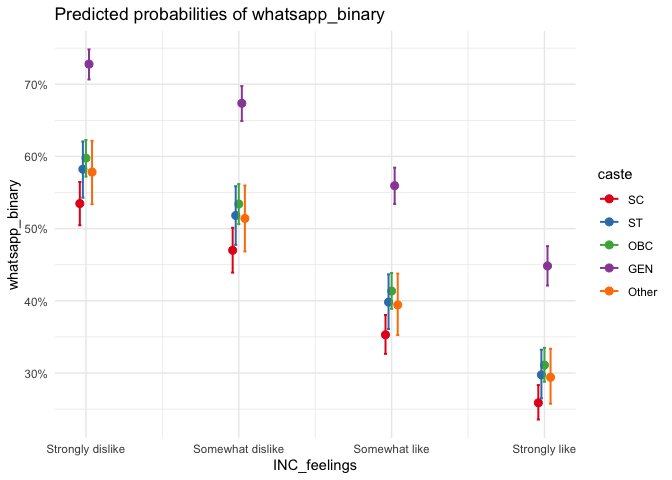 Predicted probabilities of whatsapp_binary
whatsapp_binary
70%
60%
50%
40%
30%
Strongly dislike Somewhat dislike Somewhat like Strongly like
INC_feelings
caste
SC
ST
OBC
GEN
Other